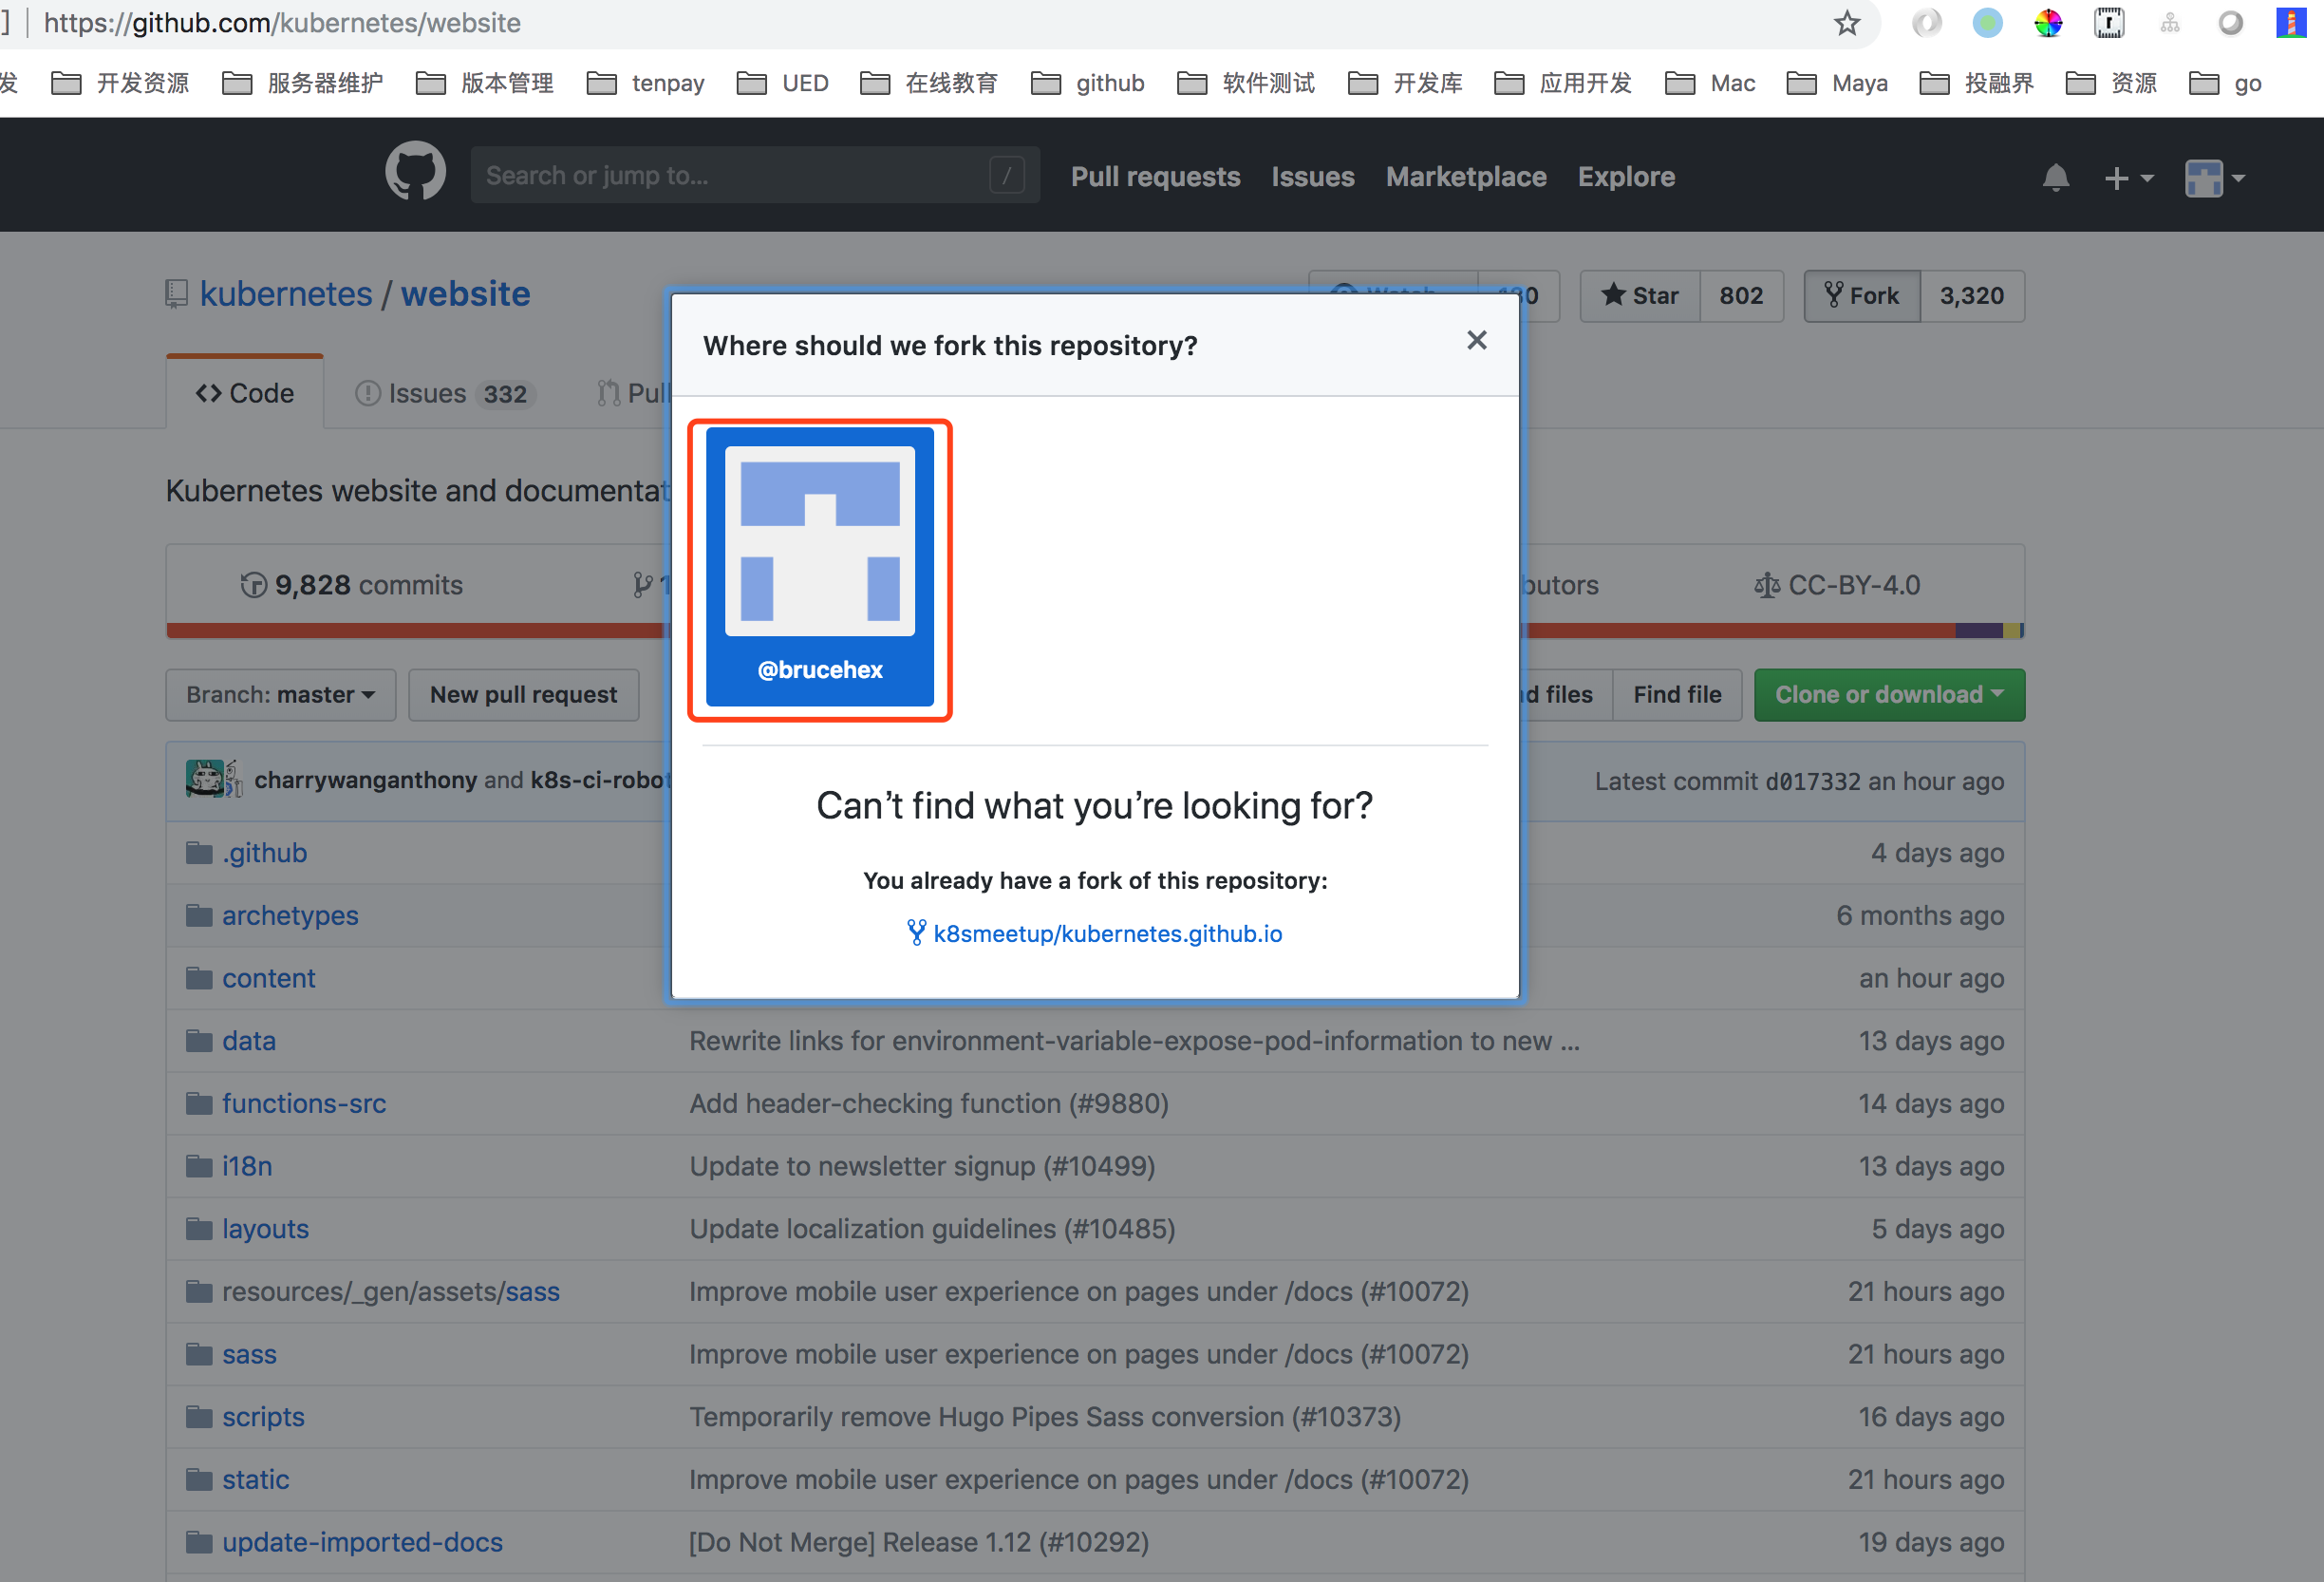 ] | https://github.com/kubernetes/website
发 开发资源 服务器维护 版本管理 tenpay UED 在线教育 github 软件测试 开发库 应用开发 Mac Maya 投融界 资源 go
Search or jump to... / Pull requests Issues Marketplace Explore
kubernetes / website
Star 802 Fork 3,320
Where should we fork this repository?
Code Issues 332 Pull
@brucehex
Kubernetes website and documentat
9,828 commits
butors CC-BY-4.0
Branch: master New pull request
d files Find file Clone or download
charrywanganthony and k8s-ci-robot
Latest commit d017332 an hour ago
Can’t find what you’re looking for?
You already have a fork of this repository:
k8smeetup/kubernetes.github.io
.github 4 days ago
archetypes 6 months ago
content an hour ago
data Rewrite links for environment-variable-expose-pod-information to new ... 13 days ago
functions-src Add header-checking function (#9880) 14 days ago
i18n Update to newsletter signup (#10499) 13 days ago
layouts Update localization guidelines (#10485) 5 days ago
resources/_gen/assets/sass Improve mobile user experience on pages under /docs (#10072) 21 hours ago
sass Improve mobile user experience on pages under /docs (#10072) 21 hours ago
scripts Temporarily remove Hugo Pipes Sass conversion (#10373) 16 days ago
static Improve mobile user experience on pages under /docs (#10072) 21 hours ago
update-imported-docs [Do Not Merge] Release 1.12 (#10292) 19 days ago